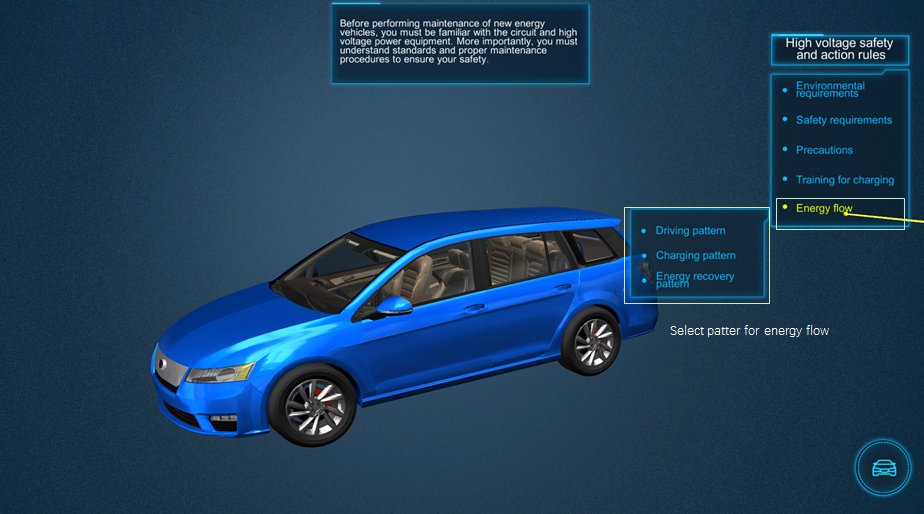 Before performing maintenance of new energy
vehicles, you must be familiar with the circuit and high
voltage power equipment. More importantly, you must
understand standards and proper maintenance
procedures to ensure your safety.
High voltage safety
and action rules
Environmental
requirements
Safety requirements
Precautions
Training for charging
Energy flow
Driving pattern
Charging pattern
Energy recovery
pattern
Select patter for energy flow